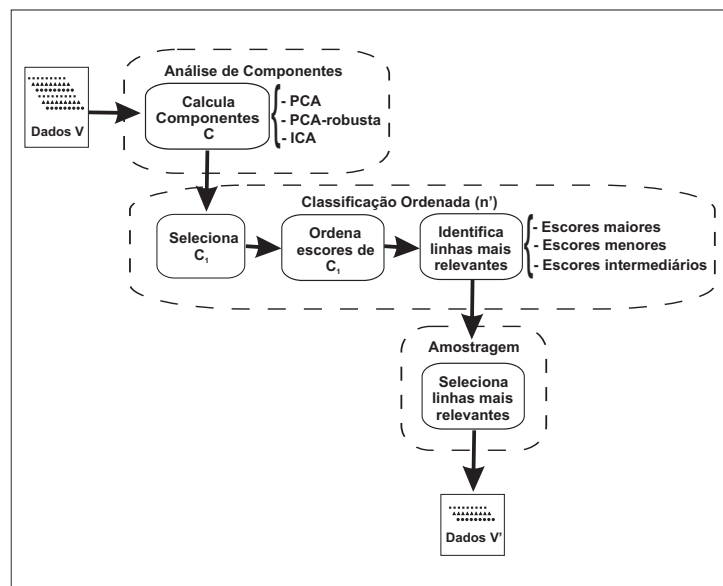 Análise de Componentes
Dados V
Calcula
Componentes
C
- PCA
- PCA-robusta
- ICA
Classificação Ordenada (n')
Seleciona
C₁
Ordena
escores de
C₁
Identifica
linhas mais
relevantes
- Escores maiores
- Escores menores
- Escores intermediários
Amostragem
Seleciona
linhas mais
relevantes
Dados V'